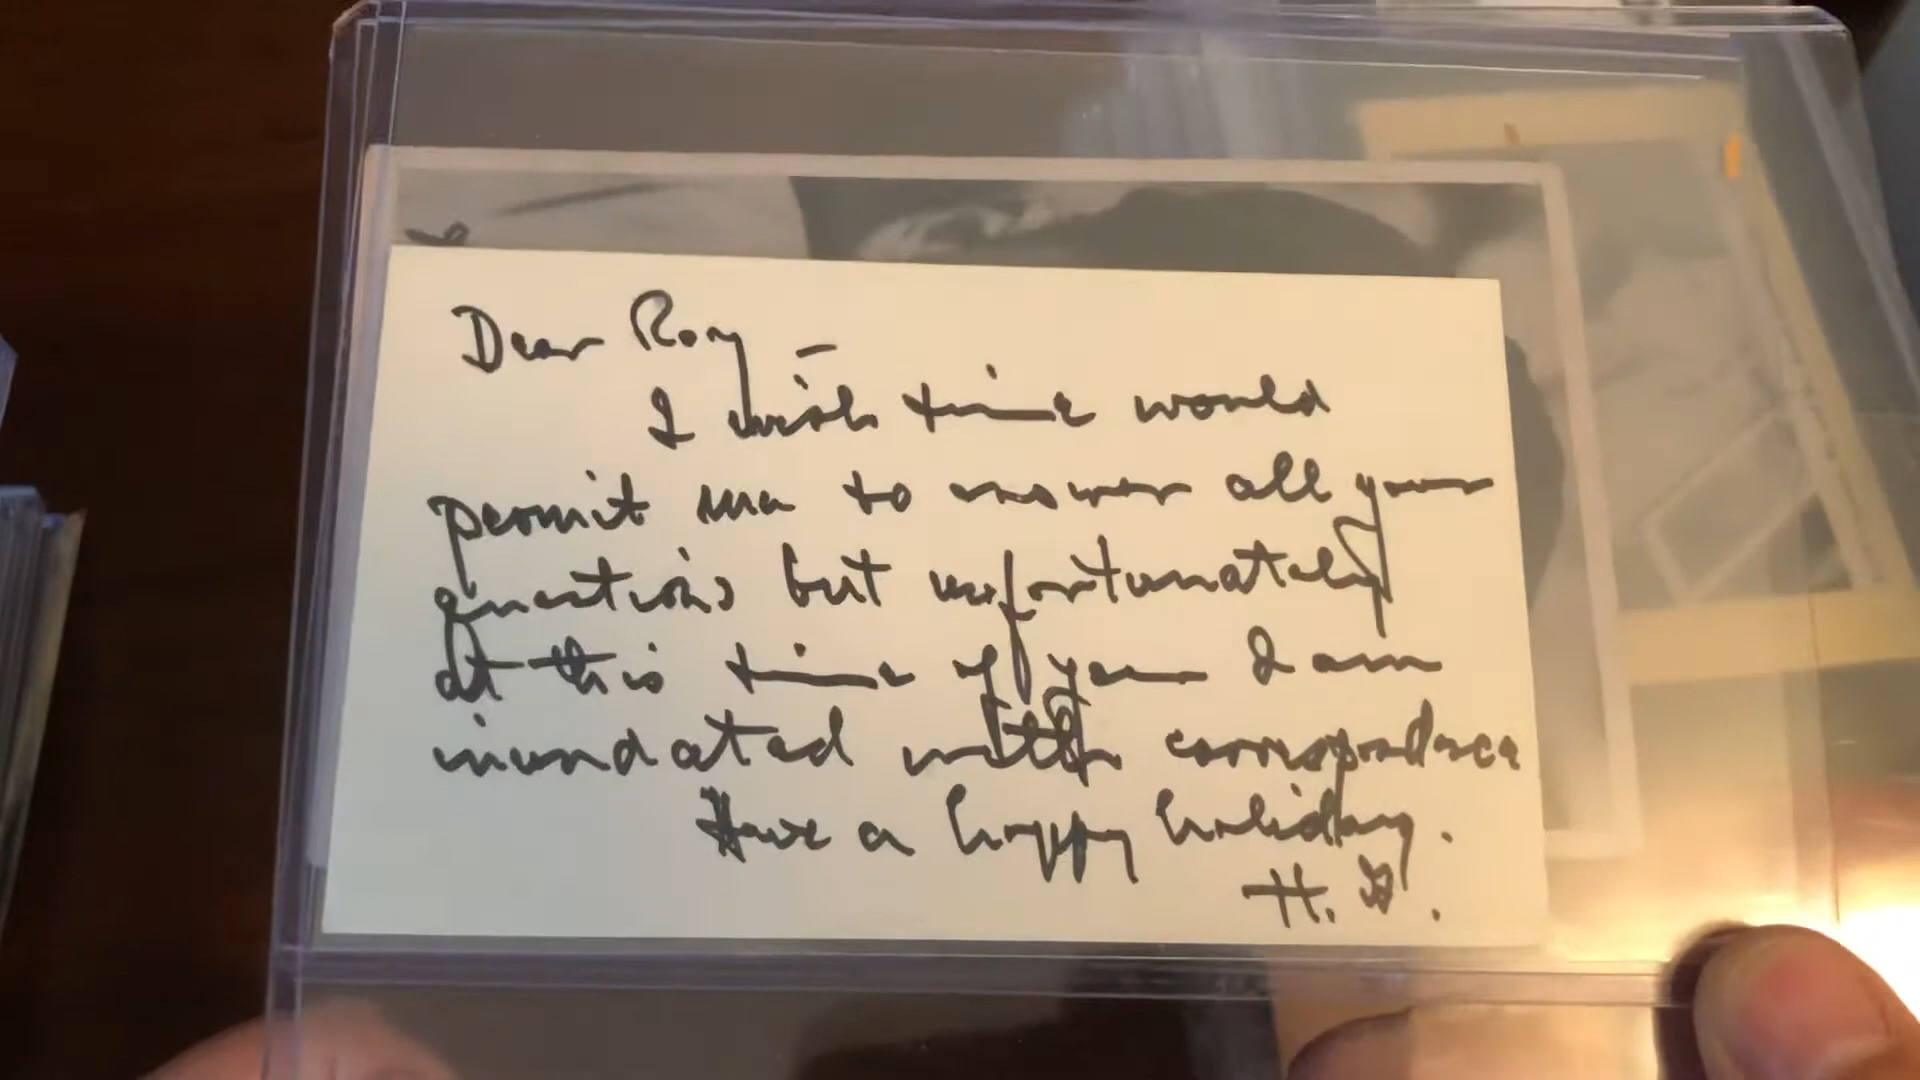 Dear Rory —
I wish time would
permit me to answer all your
questions but unfortunately
at this time of year I am
inundated with correspondence
Have a happy holiday.
H.